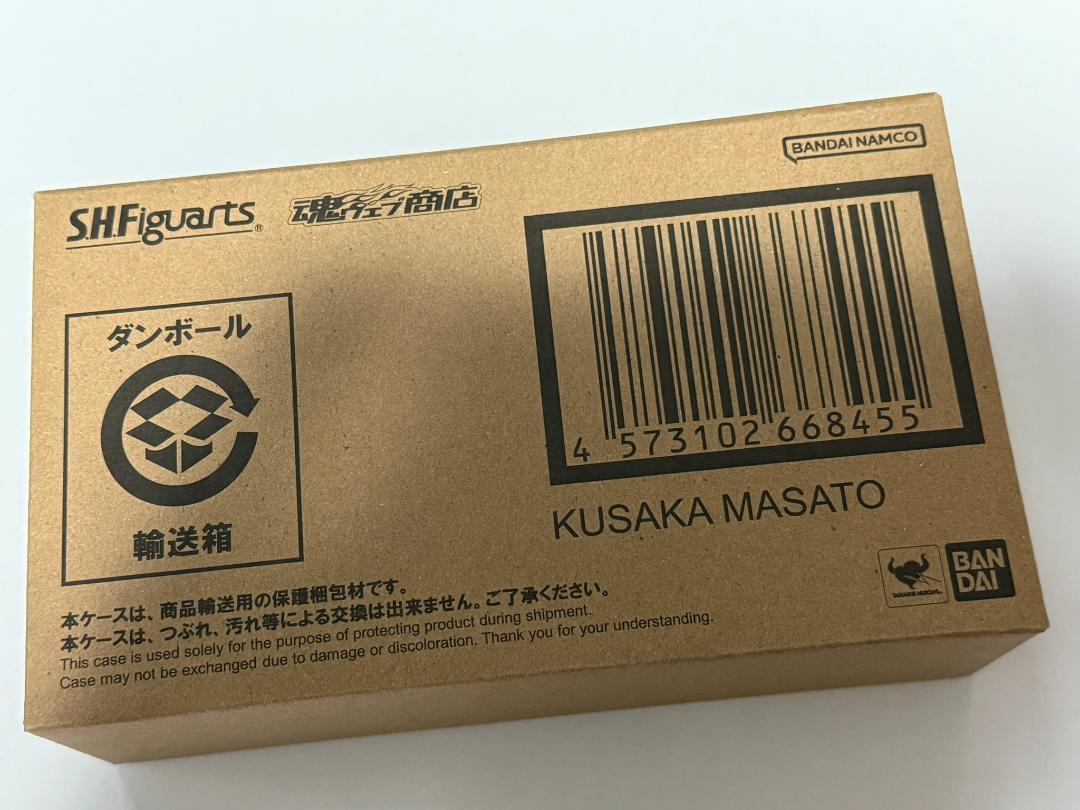 BANDAI NAMCO
S.H.Figuarts®
魂ウェブ商店
ダンボール
輸送箱
4 573102 668455
KUSAKA MASATO
TAMASHII NATIONS
BAN
DAI
本ケースは、商品輸送用の保護梱包材です。
本ケースは、つぶれ、汚れ等による交換は出来ません。ご了承ください。
This case is used solely for the purpose of protecting product during shipment.
Case may not be exchanged due to damage or discoloration. Thank you for your understanding.